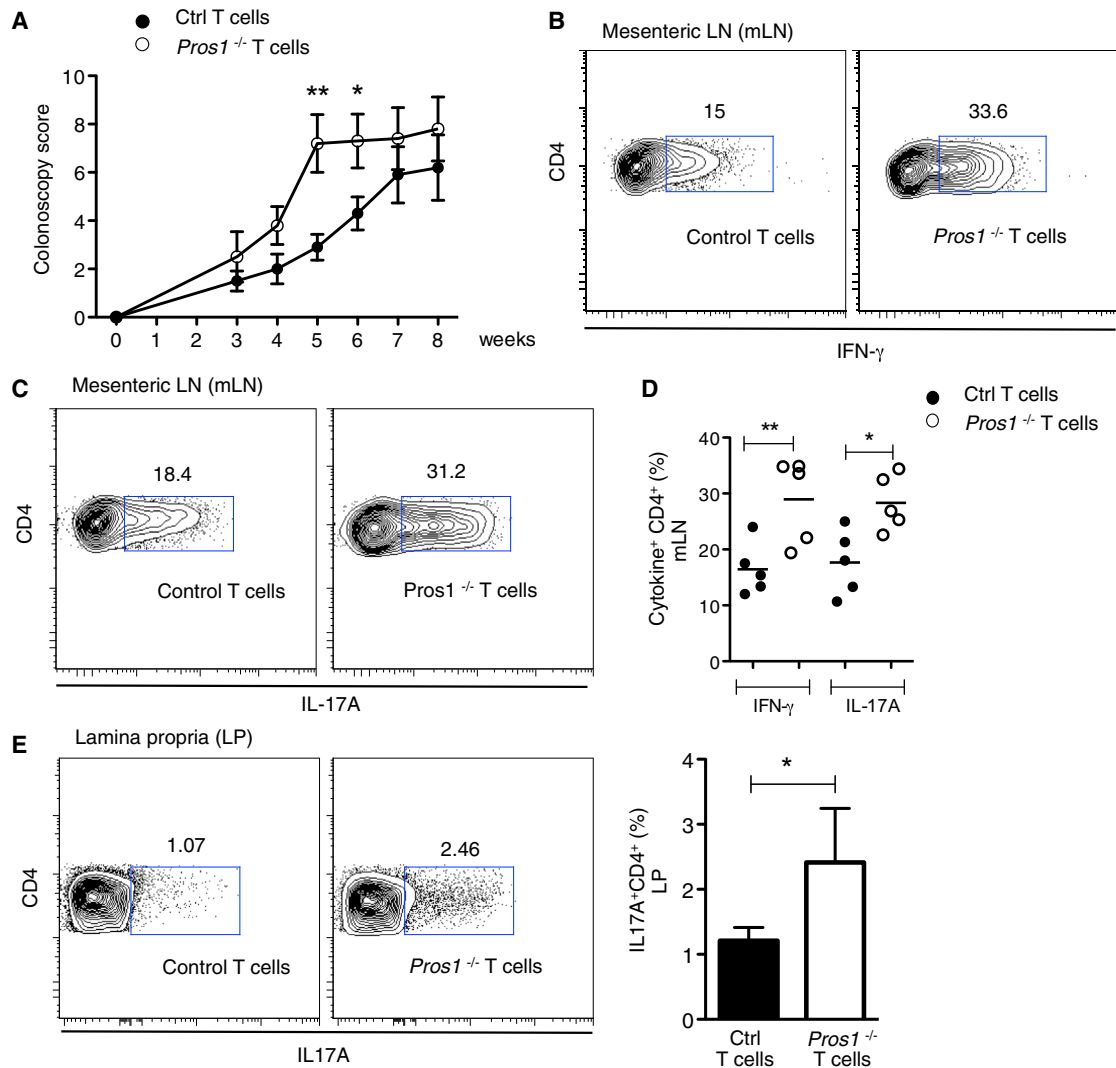 A
Ctrl T cells
Pros1 -/- T cells
Colonoscopy score
10
8
6
4
2
0
** *
0 1 2 3 4 5 6 7 8 weeks
B
Mesenteric LN (mLN)
CD4
15
Control T cells
33.6
Pros1 -/- T cells
IFN-γ
C
Mesenteric LN (mLN)
CD4
18.4
Control T cells
31.2
Pros1 -/- T cells
IL-17A
D
Ctrl T cells
Pros1 -/- T cells
Cytokine+ CD4+ (%)
mLN
40
30
20
10
0
** *
IFN-γ IL-17A
E
Lamina propria (LP)
CD4
1.07
Control T cells
2.46
Pros1 -/- T cells
IL17A
IL17A+CD4+ (%)
LP
4
3
2
1
0
*
Ctrl
T cells
Pros1 -/-
T cells